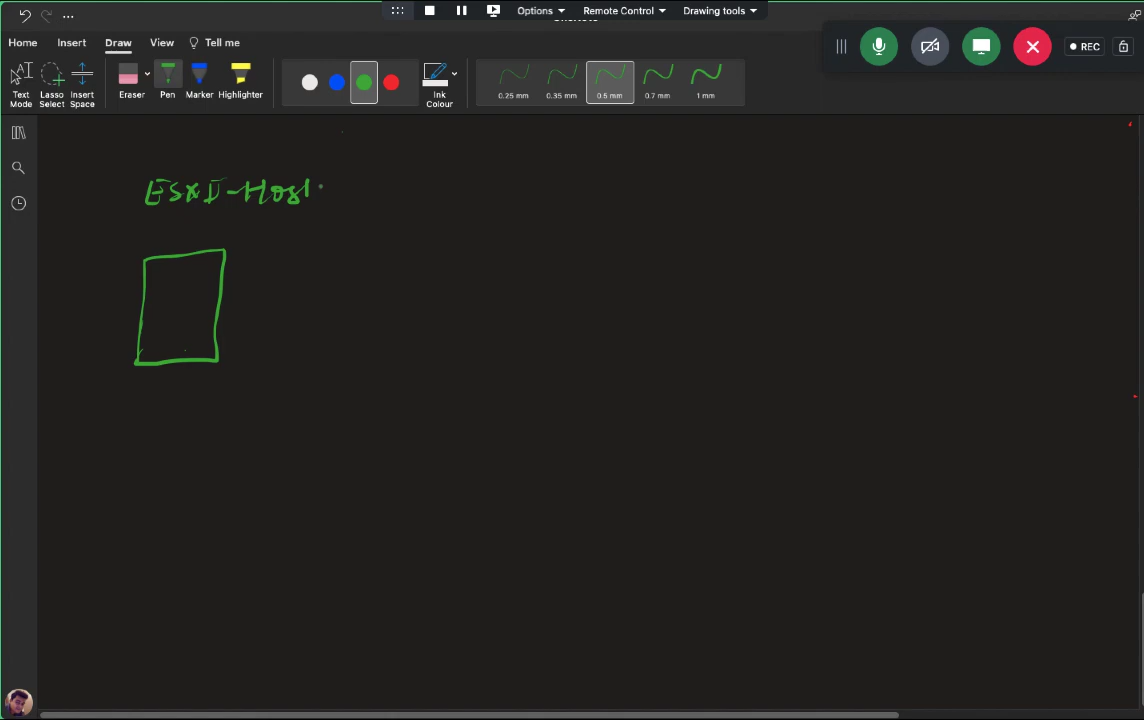 Options
Remote Control
Drawing tools
Home
Insert
Draw
View
Tell me
REC
Text Mode
Lasso Select
Insert Space
Eraser
Pen
Marker
Highlighter
Ink Colour
0.25 mm
0.35 mm
0.5 mm
0.7 mm
1 mm
ESXI-Host